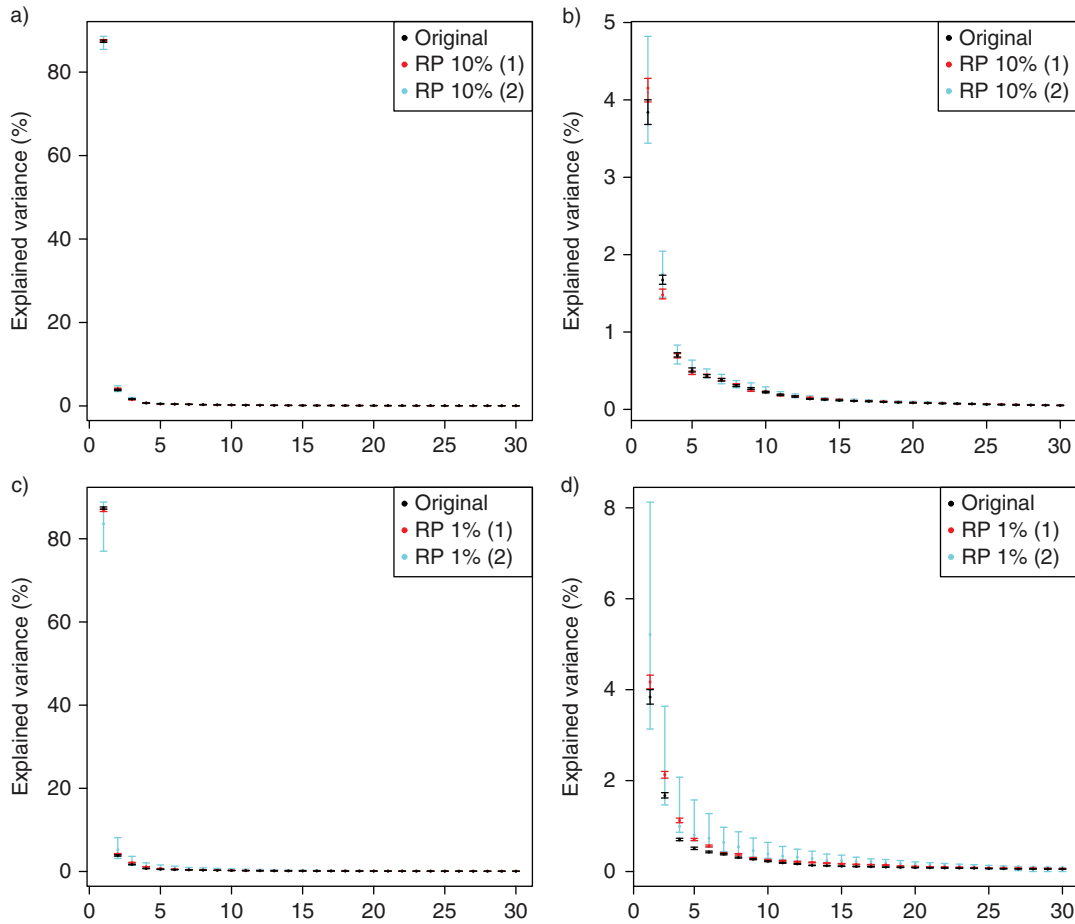 a)
Explained variance (%)
80
60
40
20
0
0 5 10 15 20 25 30
Original
RP 10% (1)
RP 10% (2)
b)
Explained variance (%)
5
4
3
2
1
0
0 5 10 15 20 25 30
Original
RP 10% (1)
RP 10% (2)
c)
Explained variance (%)
80
60
40
20
0
0 5 10 15 20 25 30
Original
RP 1% (1)
RP 1% (2)
d)
Explained variance (%)
8
6
4
2
0
0 5 10 15 20 25 30
Original
RP 1% (1)
RP 1% (2)